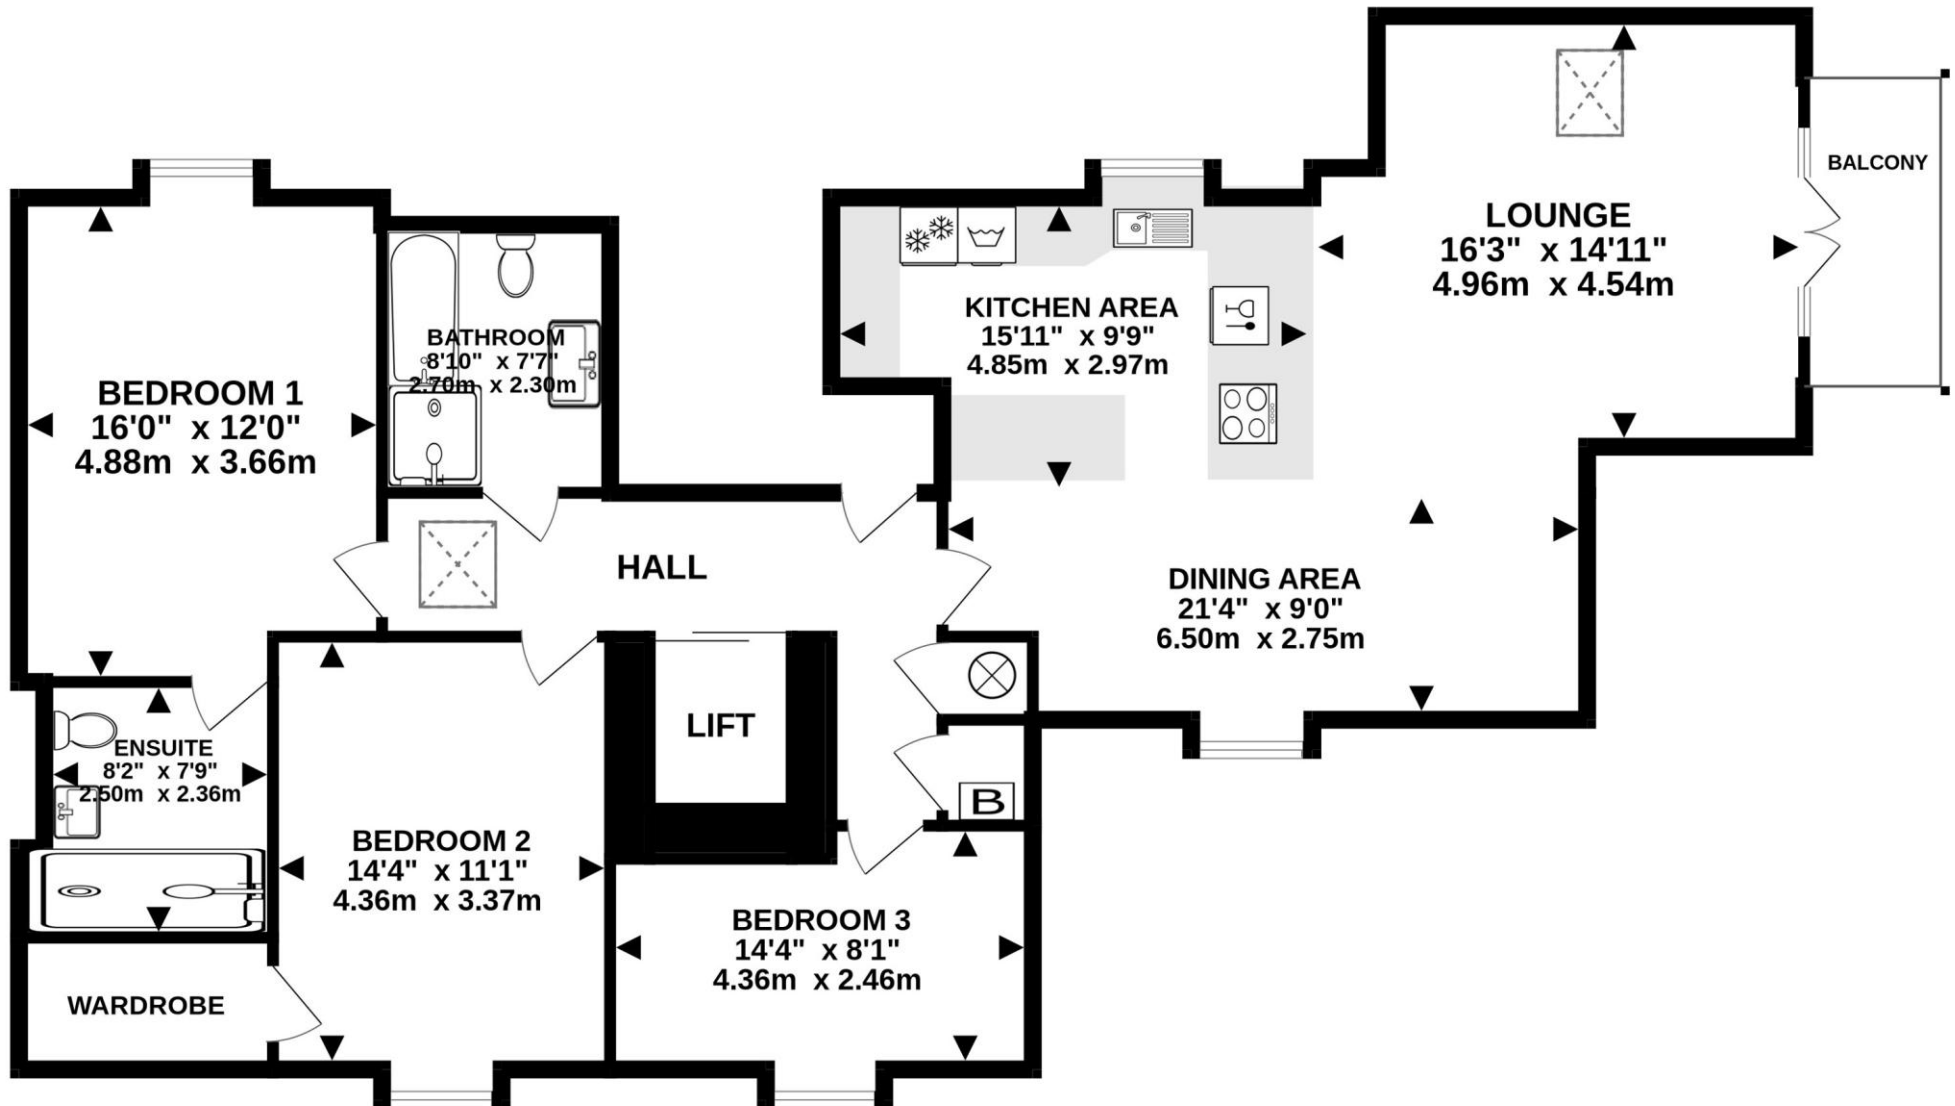 BALCONY
LOUNGE
16'3" x 14'11"
4.96m x 4.54m
KITCHEN AREA
15'11" x 9'9"
4.85m x 2.97m
BATHROOM
8'10" x 7'7"
2.70m x 2.30m
BEDROOM 1
16'0" x 12'0"
4.88m x 3.66m
HALL
DINING AREA
21'4" x 9'0"
6.50m x 2.75m
LIFT
ENSUITE
8'2" x 7'9"
2.50m x 2.36m
B
BEDROOM 2
14'4" x 11'1"
4.36m x 3.37m
BEDROOM 3
14'4" x 8'1"
4.36m x 2.46m
WARDROBE